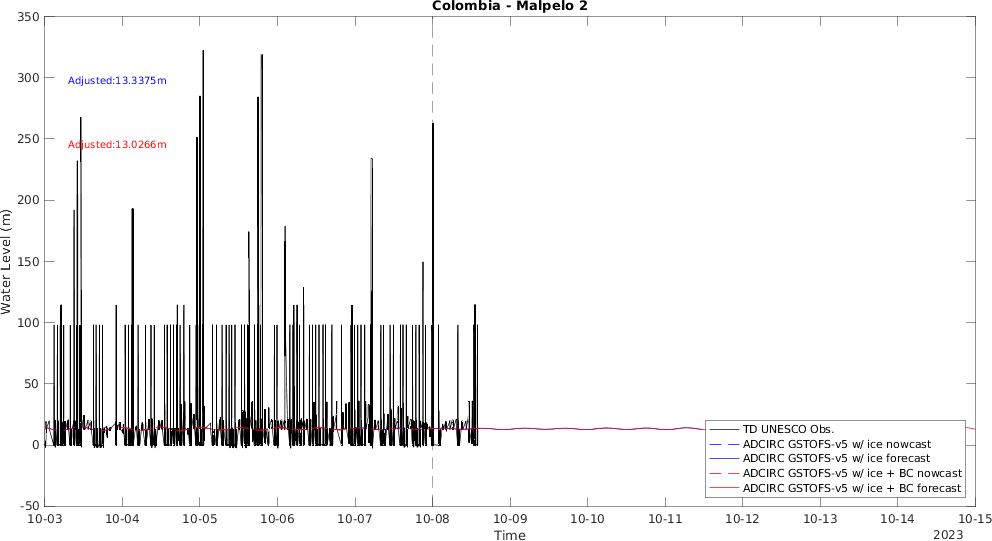 Colombia - Malpelo 2
350
300
250
200
150
100
50
0
-50
Water Level (m)
Adjusted:13.3375m
Adjusted:13.0266m
TD UNESCO Obs.
ADCIRC GSTOFS-v5 w/ ice nowcast
ADCIRC GSTOFS-v5 w/ ice forecast
ADCIRC GSTOFS-v5 w/ ice + BC nowcast
ADCIRC GSTOFS-v5 w/ ice + BC forecast
10-03 10-04 10-05 10-06 10-07 10-08 10-09 10-10 10-11 10-12 10-13 10-14 10-15
Time
2023